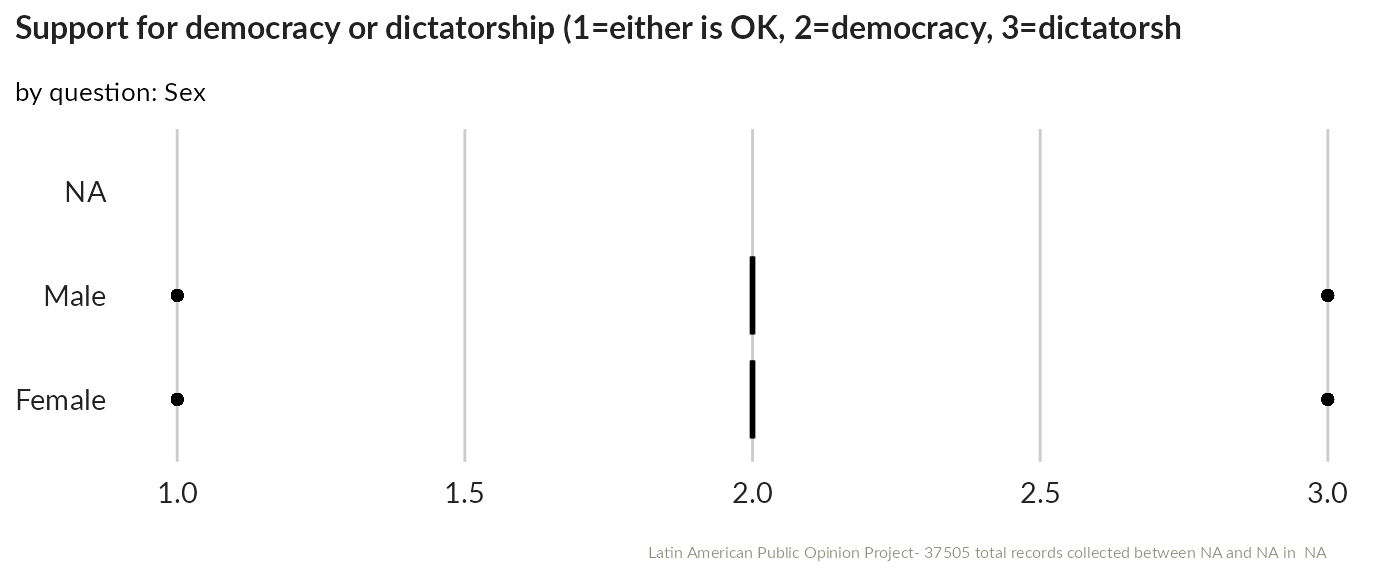 Support for democracy or dictatorship (1=either is OK, 2=democracy, 3=dictatorsh
by question: Sex
NA
Male
Female
1.0 1.5 2.0 2.5 3.0
Latin American Public Opinion Project- 37505 total records collected between NA and NA in  NA